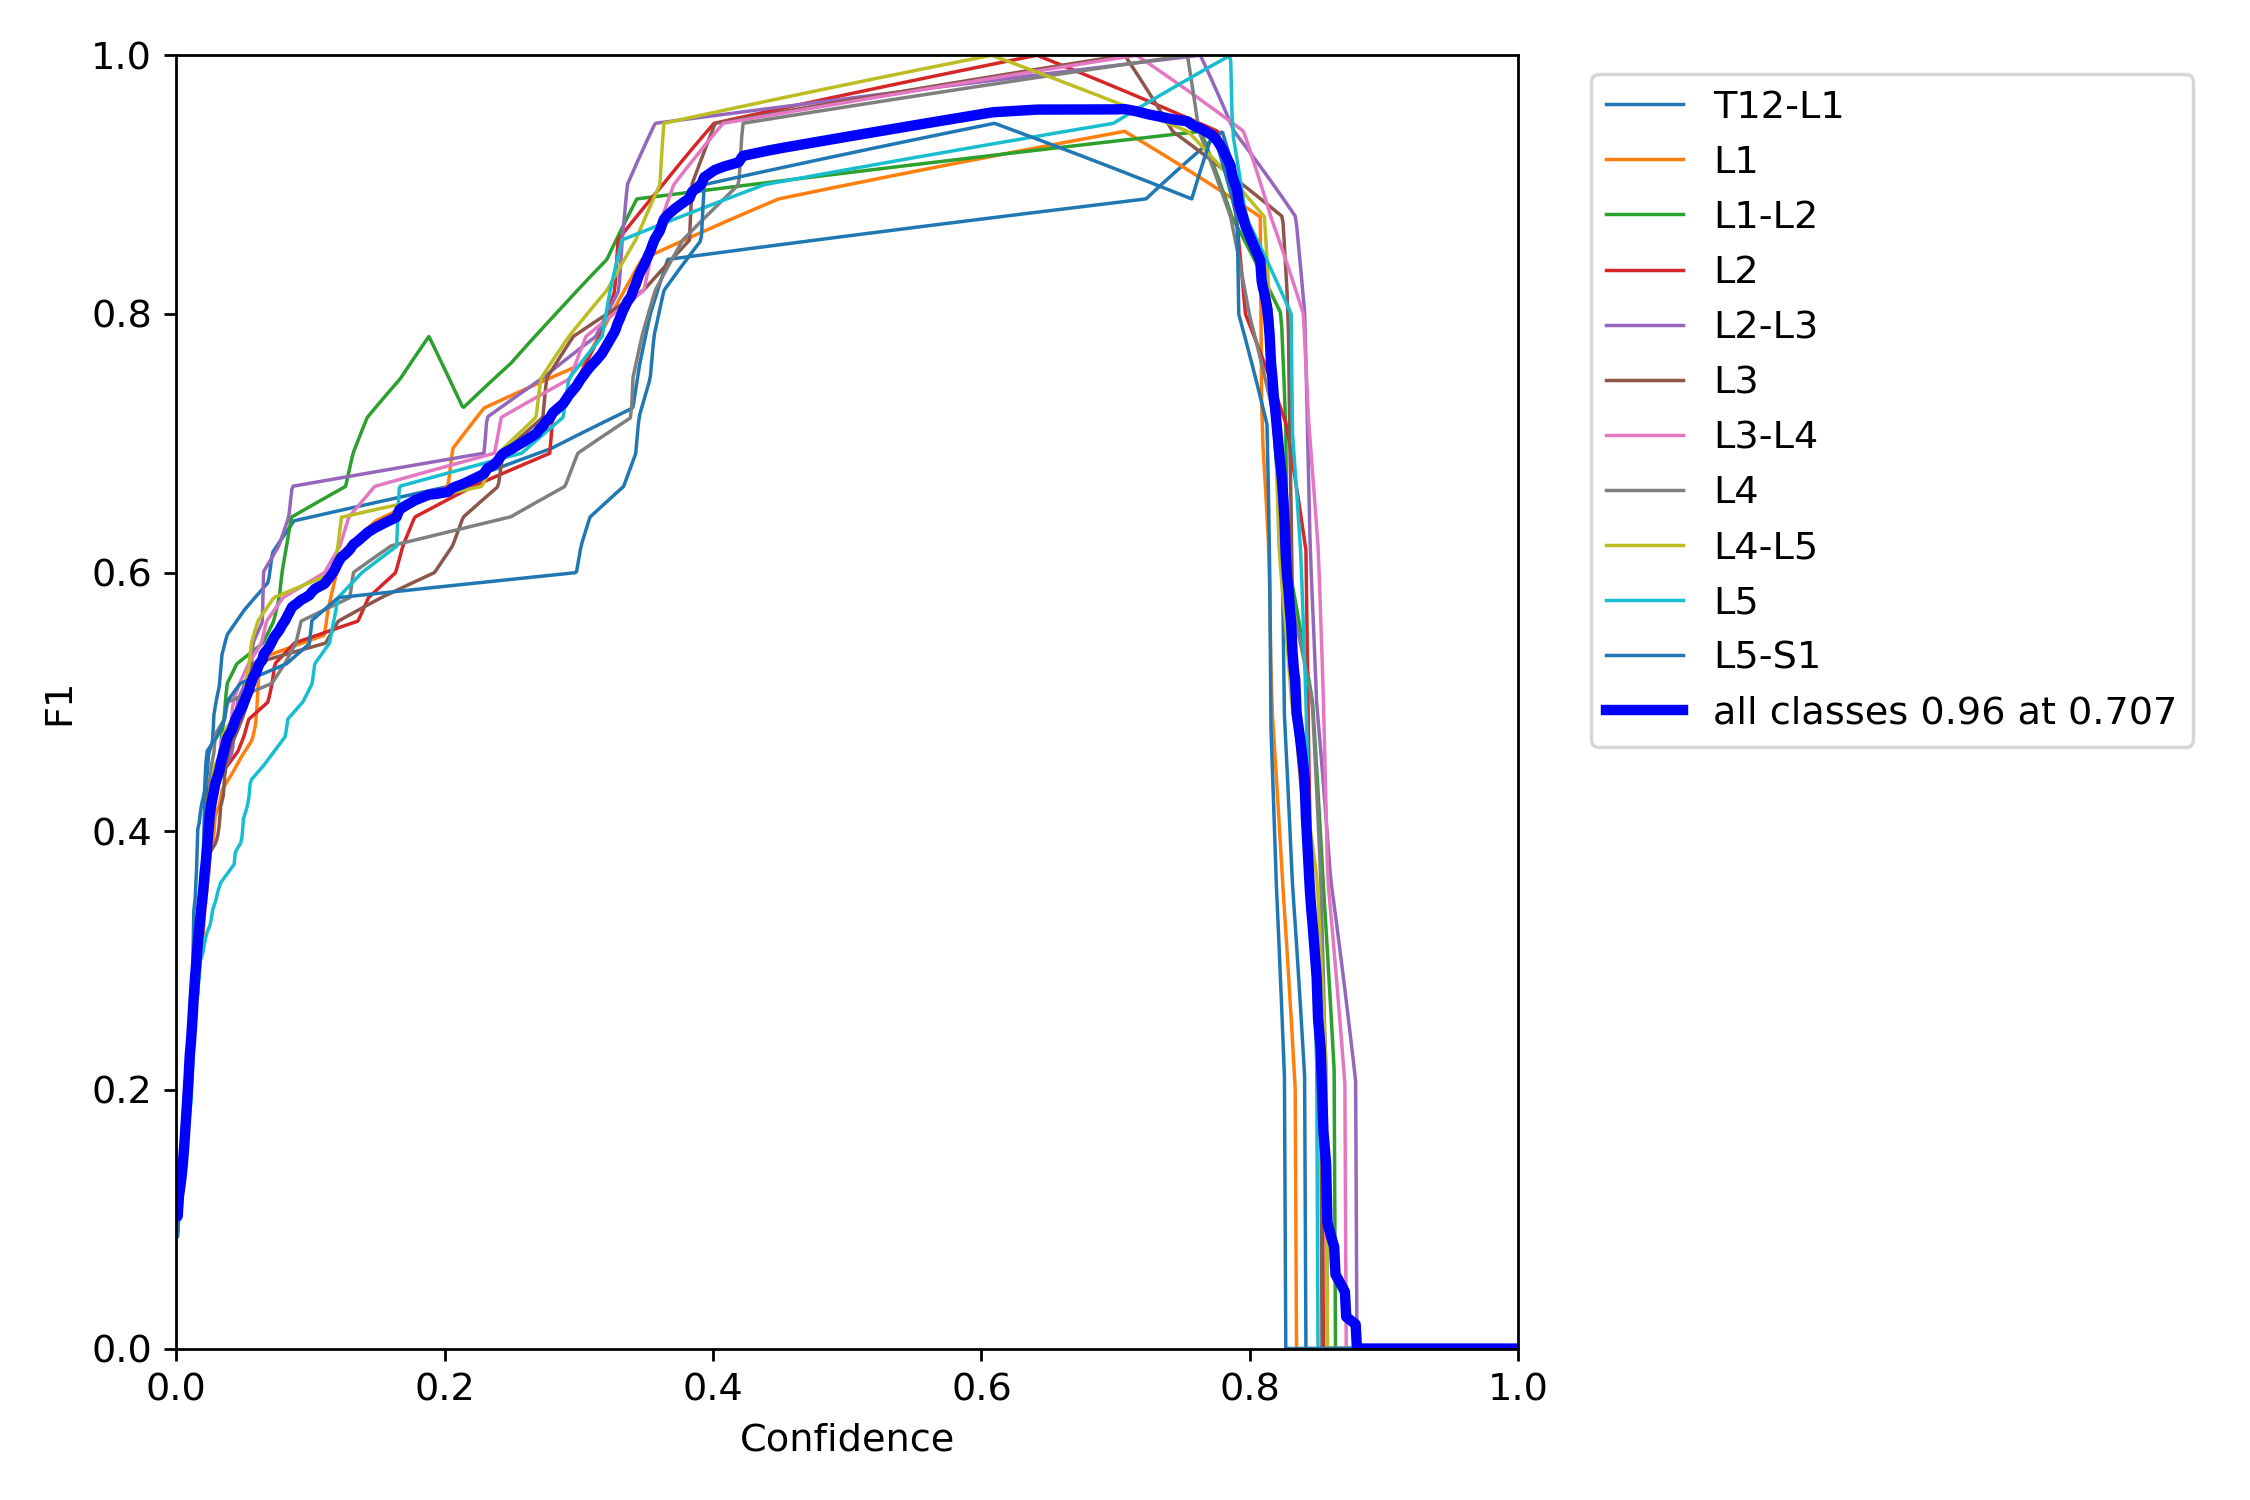 1.0
0.8
0.6
0.4
0.2
0.0
F1
0.0 0.2 0.4 0.6 0.8 1.0
Confidence
T12-L1
L1
L1-L2
L2
L2-L3
L3
L3-L4
L4
L4-L5
L5
L5-S1
all classes 0.96 at 0.707